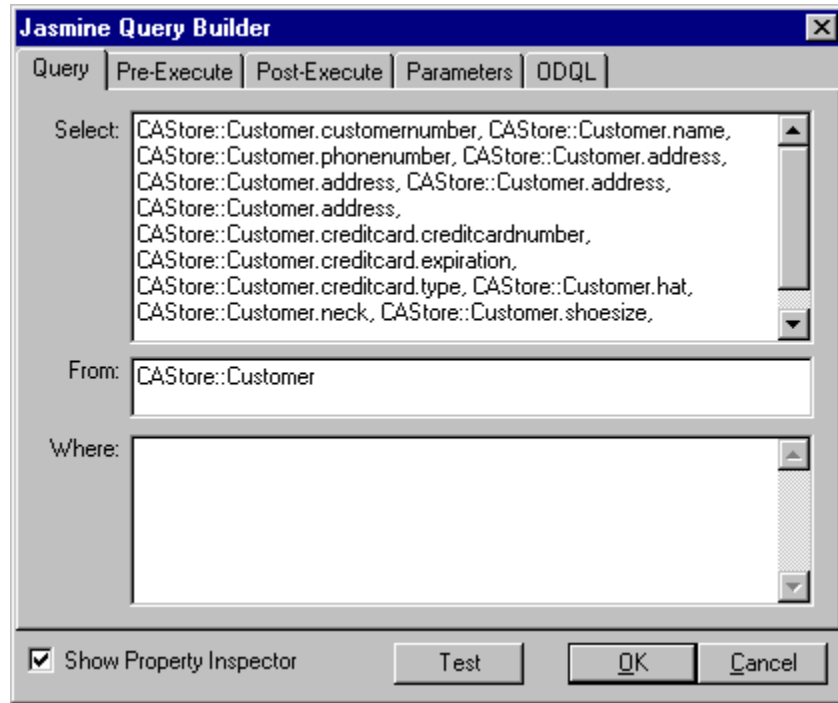 Jasmine Query Builder
Query
Pre-Execute
Post-Execute
Parameters
ODQL
Select:
CAStore::Customer.customernumber, CAStore::Customer.name,
CAStore::Customer.phonenumber, CAStore::Customer.address,
CAStore::Customer.address, CAStore::Customer.address,
CAStore::Customer.address,
CAStore::Customer.creditcard.creditcardnumber,
CAStore::Customer.creditcard.expiration,
CAStore::Customer.creditcard.type, CAStore::Customer.hat,
CAStore::Customer.neck, CAStore::Customer.shoesize,
From:
CAStore::Customer
Where:
Show Property Inspector
Test
OK
Cancel